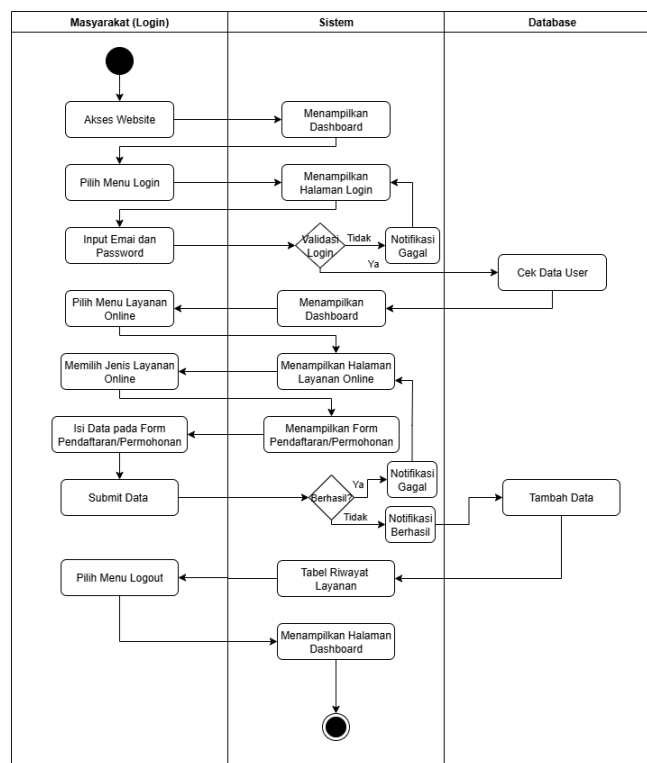 Masyarakat (Login)
Sistem
Database
Akses Website
Menampilkan
Dashboard
Pilih Menu Login
Menampilkan
Halaman Login
Input Emai dan
Password
Validasi
Login
Tidak
Notifikasi
Gagal
Ya
Cek Data User
Pilih Menu Layanan
Online
Menampilkan
Dashboard
Memilih Jenis Layanan
Online
Menampilkan Halaman
Layanan Online
Isi Data pada Form
Pendaftaran/Permohonan
Menampilkan Form
Pendaftaran/Permohonan
Submit Data
Berhasil?
Ya
Notifikasi
Gagal
Tidak
Notifikasi
Berhasil
Tambah Data
Pilih Menu Logout
Tabel Riwayat
Layanan
Menampilkan Halaman
Dashboard